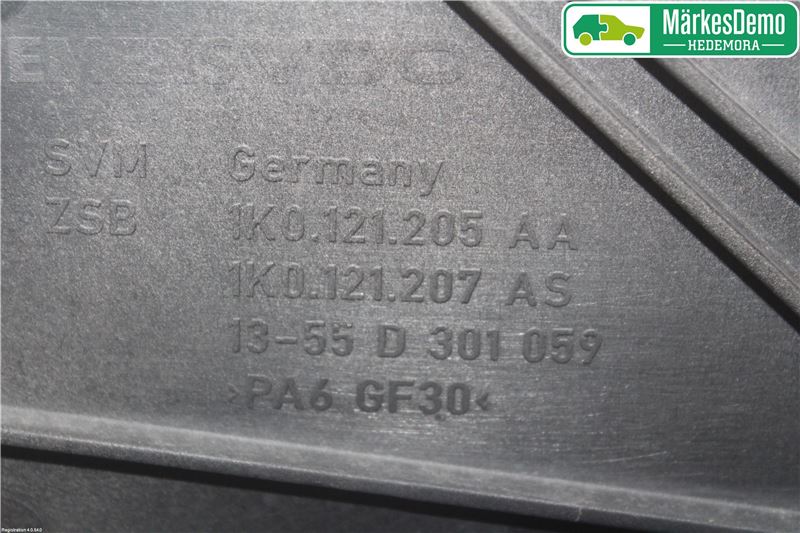 MärkesDemo
HEDEMORA
SVM Germany
ZSB 1K0.121.205 AA
1K0.121.207 AS
13-55 D 301 059
>PA6 GF30<